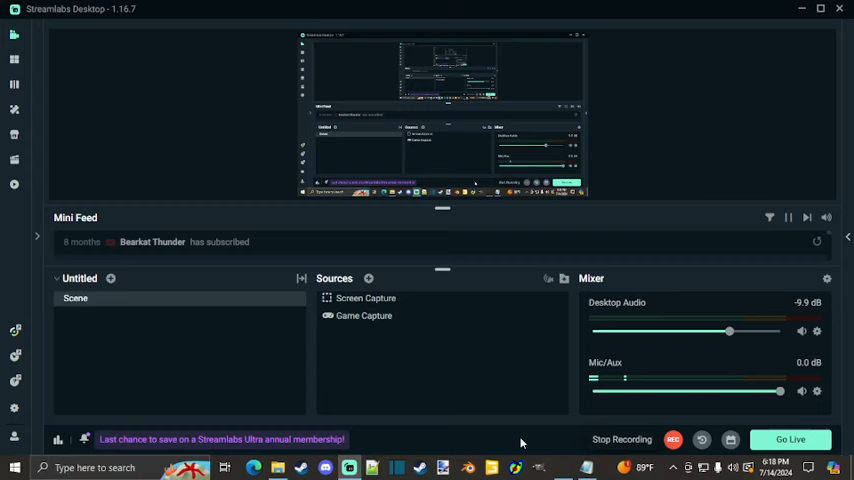 Streamlabs Desktop - 1.16.7
Mini Feed
8 months Bearkat Thunder has subscribed
Untitled
Sources
Mixer
Scene
Screen Capture
Game Capture
Desktop Audio -9.9 dB
Mic/Aux 0.0 dB
Last chance to save on a Streamlabs Ultra annual membership!
Stop Recording REC Go Live
Type here to search
89°F
6:18 PM
7/14/2024